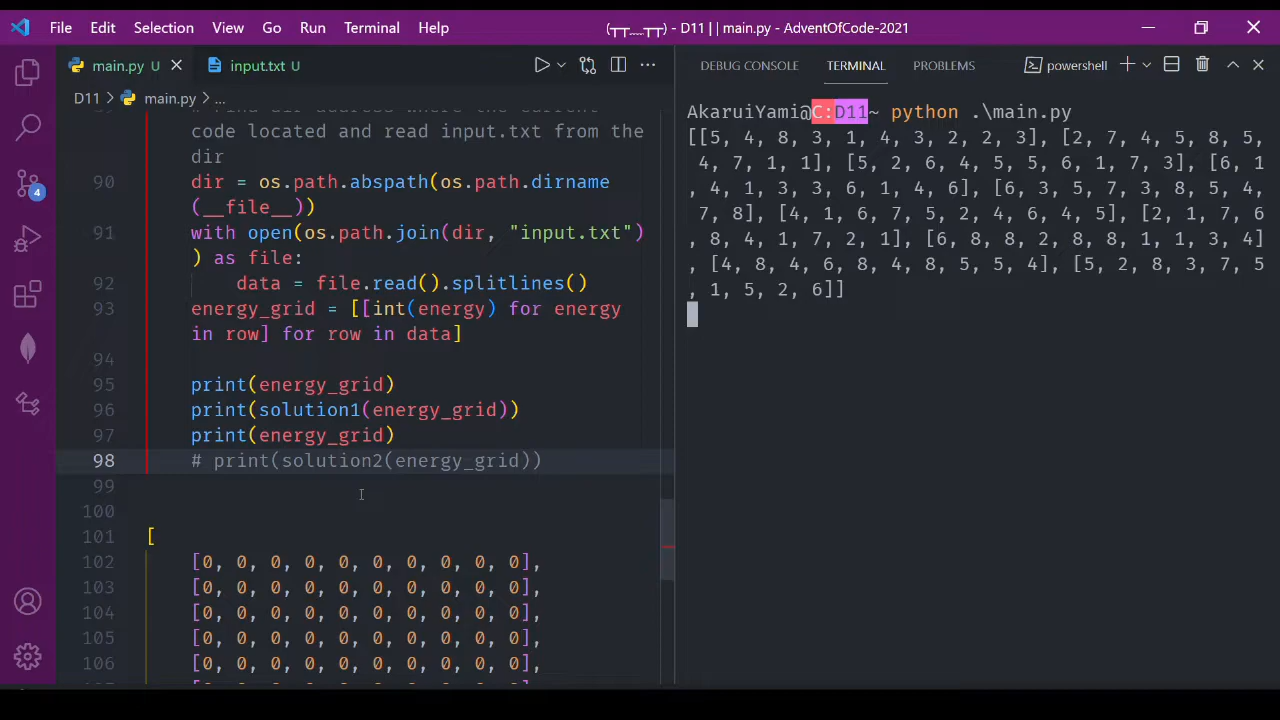 File Edit Selection View Go Run Terminal Help (┬┬﹏┬┬) - D11 | | main.py - AdventOfCode-2021
main.py U input.txt U
D11 > main.py > ...
code located and read input.txt from the
dir
90 dir = os.path.abspath(os.path.dirname
(__file__))
91 with open(os.path.join(dir, "input.txt")
) as file:
92 data = file.read().splitlines()
93 energy_grid = [[int(energy) for energy
in row] for row in data]
94
95 print(energy_grid)
96 print(solution1(energy_grid))
97 print(energy_grid)
98 # print(solution2(energy_grid))
99
100
101 [
102 [0, 0, 0, 0, 0, 0, 0, 0, 0, 0],
103 [0, 0, 0, 0, 0, 0, 0, 0, 0, 0],
104 [0, 0, 0, 0, 0, 0, 0, 0, 0, 0],
105 [0, 0, 0, 0, 0, 0, 0, 0, 0, 0],
106 [0, 0, 0, 0, 0, 0, 0, 0, 0, 0],
4
DEBUG CONSOLE TERMINAL PROBLEMS powershell
AkaruiYami@C:D11~ python .\main.py
[[5, 4, 8, 3, 1, 4, 3, 2, 2, 3], [2, 7, 4, 5, 8, 5,
4, 7, 1, 1], [5, 2, 6, 4, 5, 5, 6, 1, 7, 3], [6, 1
, 4, 1, 3, 3, 6, 1, 4, 6], [6, 3, 5, 7, 3, 8, 5, 4,
7, 8], [4, 1, 6, 7, 5, 2, 4, 6, 4, 5], [2, 1, 7, 6
, 8, 4, 1, 7, 2, 1], [6, 8, 8, 2, 8, 8, 1, 1, 3, 4]
, [4, 8, 4, 6, 8, 4, 8, 5, 5, 4], [5, 2, 8, 3, 7, 5
, 1, 5, 2, 6]]